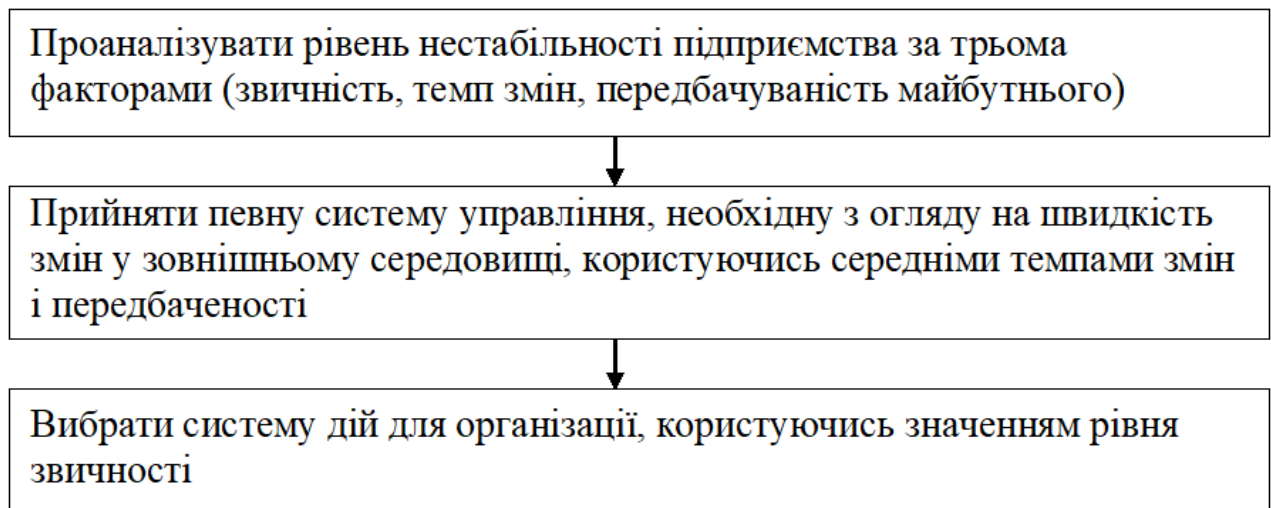 Проаналізувати рівень нестабільності підприємства за трьома
факторами (звичність, темп змін, передбачуваність майбутнього)
Прийняти певну систему управління, необхідну з огляду на швидкість
змін у зовнішньому середовищі, користуючись середніми темпами змін
і передбаченості
Вибрати систему дій для організації, користуючись значенням рівня
звичності